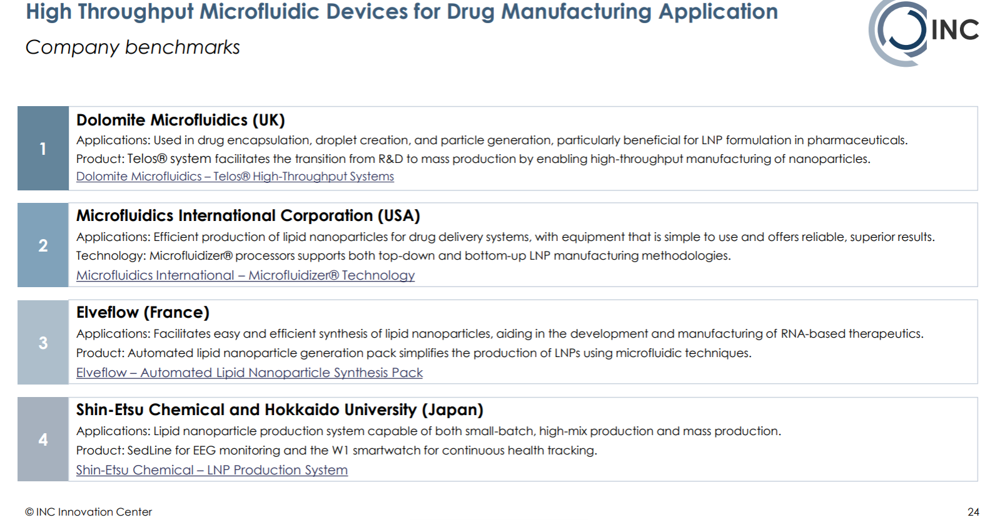 High Throughput Microfluidic Devices for Drug Manufacturing Application
INC
Company benchmarks
1
Dolomite Microfluidics (UK)
Applications: Used in drug encapsulation, droplet creation, and particle generation, particularly beneficial for LNP formulation in pharmaceuticals.
Product: Telos® system facilitates the transition from R&D to mass production by enabling high-throughput manufacturing of nanoparticles.
Dolomite Microfluidics – Telos® High-Throughput Systems
2
Microfluidics International Corporation (USA)
Applications: Efficient production of lipid nanoparticles for drug delivery systems, with equipment that is simple to use and offers reliable, superior results.
Technology: Microfluidizer® processors supports both top-down and bottom-up LNP manufacturing methodologies.
Microfluidics International – Microfluidizer® Technology
3
Elveflow (France)
Applications: Facilitates easy and efficient synthesis of lipid nanoparticles, aiding in the development and manufacturing of RNA-based therapeutics.
Product: Automated lipid nanoparticle generation pack simplifies the production of LNPs using microfluidic techniques.
Elveflow – Automated Lipid Nanoparticle Synthesis Pack
4
Shin-Etsu Chemical and Hokkaido University (Japan)
Applications: Lipid nanoparticle production system capable of both small-batch, high-mix production and mass production.
Product: SedLine for EEG monitoring and the W1 smartwatch for continuous health tracking.
Shin-Etsu Chemical – LNP Production System
© INC Innovation Center
24